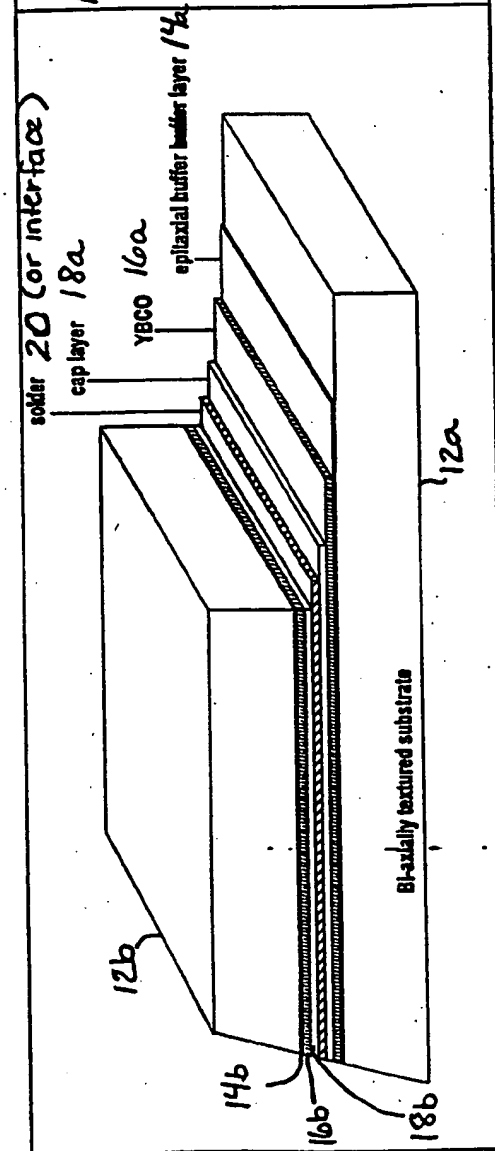 solder 20 (or interface)
cap layer 18a
YBCO 16a
epitaxial buffer buffer layer 14a
12b
14b
16b
18b
Bi-axially textured substrate
12a